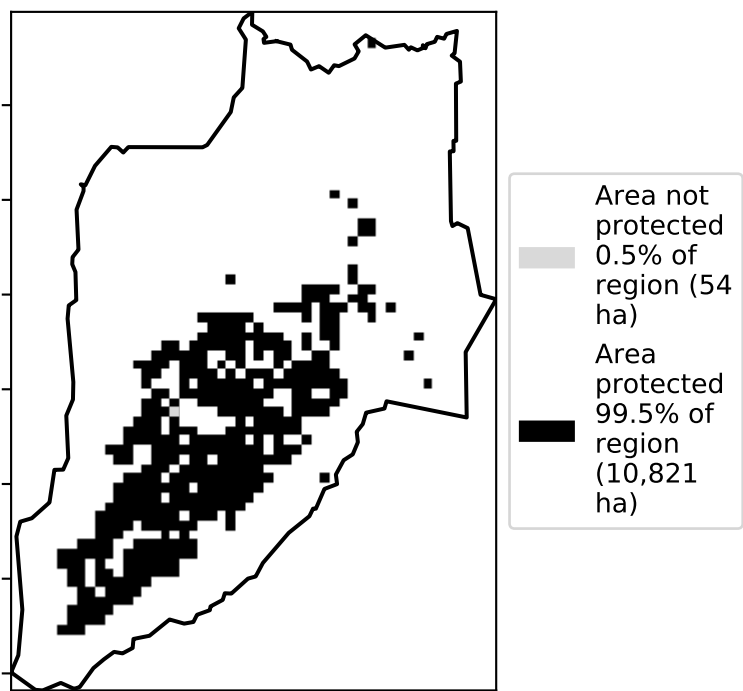 Area not
protected
0.5% of
region (54
ha)
Area
protected
99.5% of
region
(10,821
ha)